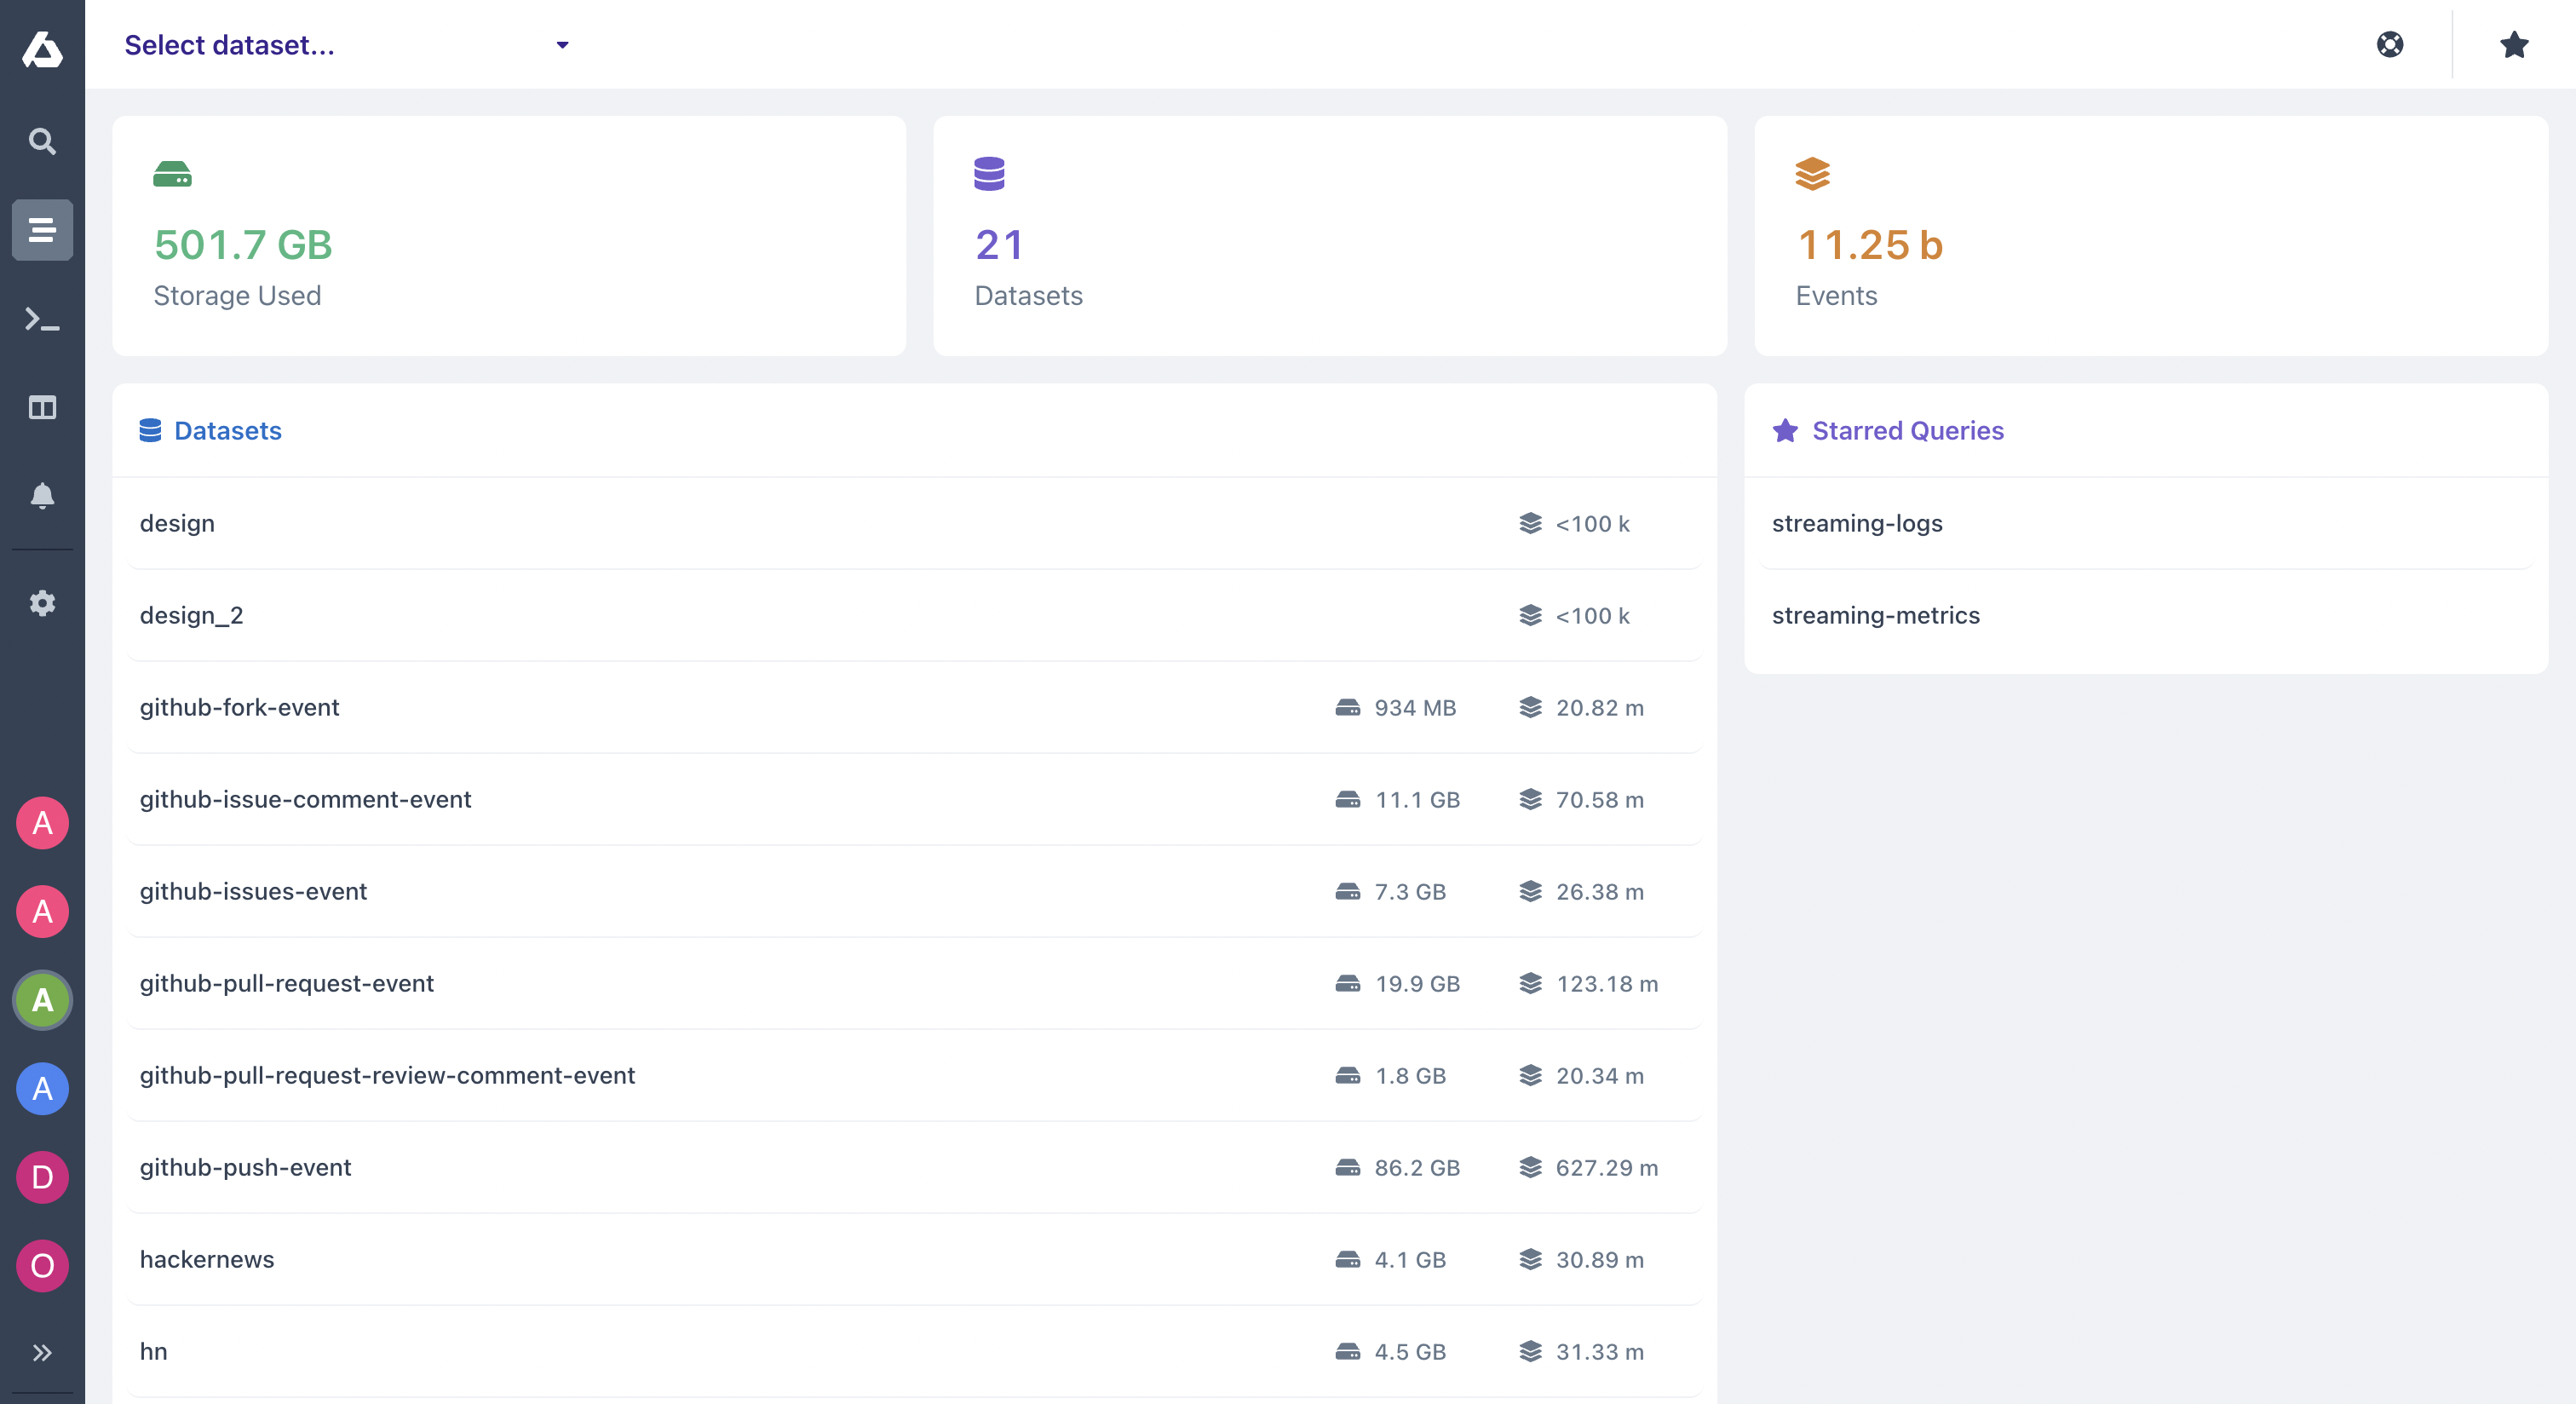 Select dataset...
501.7 GB
Storage Used
21
Datasets
11.25 b
Events
Datasets
design <100 k
design_2 <100 k
github-fork-event 934 MB 20.82 m
github-issue-comment-event 11.1 GB 70.58 m
github-issues-event 7.3 GB 26.38 m
github-pull-request-event 19.9 GB 123.18 m
github-pull-request-review-comment-event 1.8 GB 20.34 m
github-push-event 86.2 GB 627.29 m
hackernews 4.1 GB 30.89 m
hn 4.5 GB 31.33 m
Starred Queries
streaming-logs
streaming-metrics
A
A
A
A
D
O